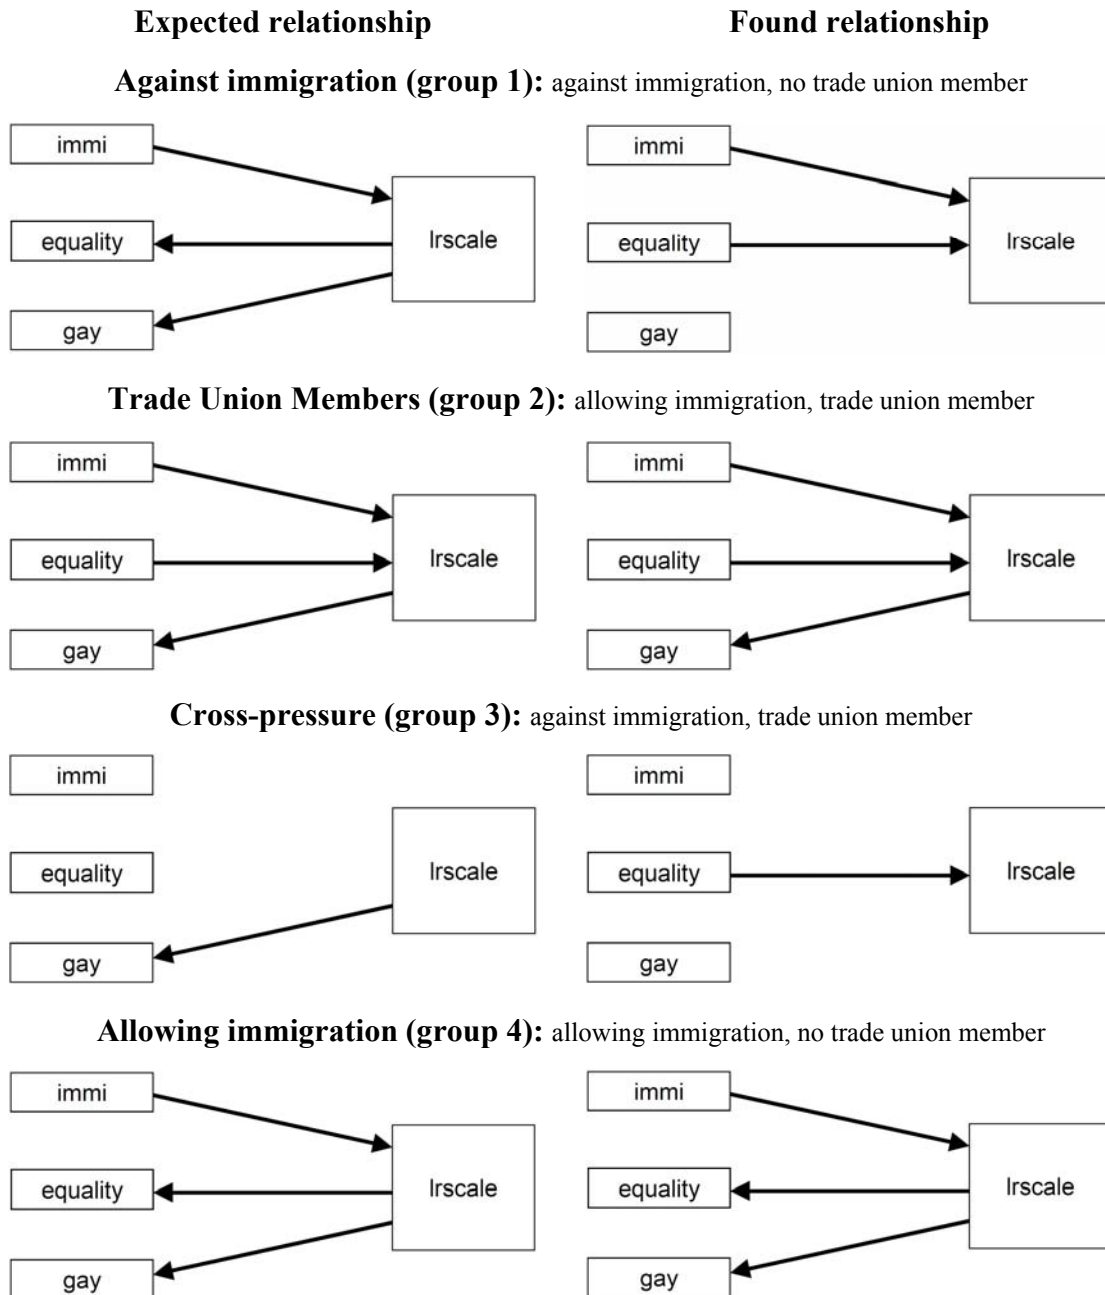 Expected relationship Found relationship
Against immigration (group 1): against immigration, no trade union member
immi immi
lrscale lrscale
equality equality
gay gay
Trade Union Members (group 2): allowing immigration, trade union member
immi immi
lrscale lrscale
equality equality
gay gay
Cross-pressure (group 3): against immigration, trade union member
immi immi
equality lrscale equality lrscale
gay gay
Allowing immigration (group 4): allowing immigration, no trade union member
immi immi
equality lrscale equality lrscale
gay gay